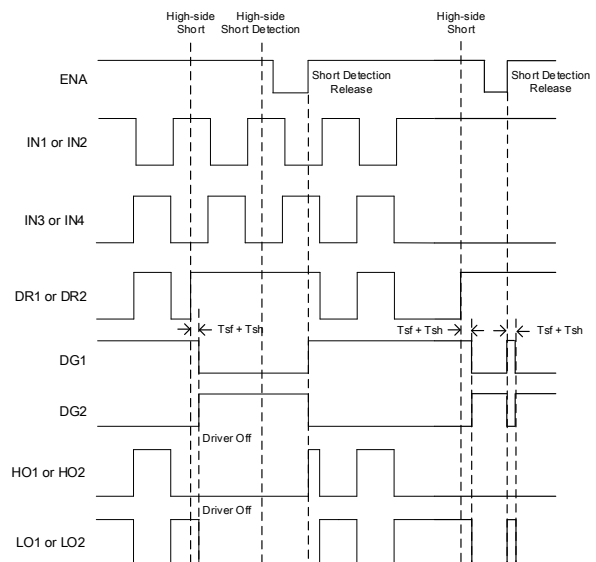 High-side
Short
High-side
Short Detection
High-side
Short
ENA
Short Detection
Release
Short Detection
Release
IN1 or IN2
IN3 or IN4
DR1 or DR2
Tsf + Tsh
Tsf + Tsh
Tsf + Tsh
DG1
DG2
Driver Off
HO1 or HO2
Driver Off
LO1 or LO2